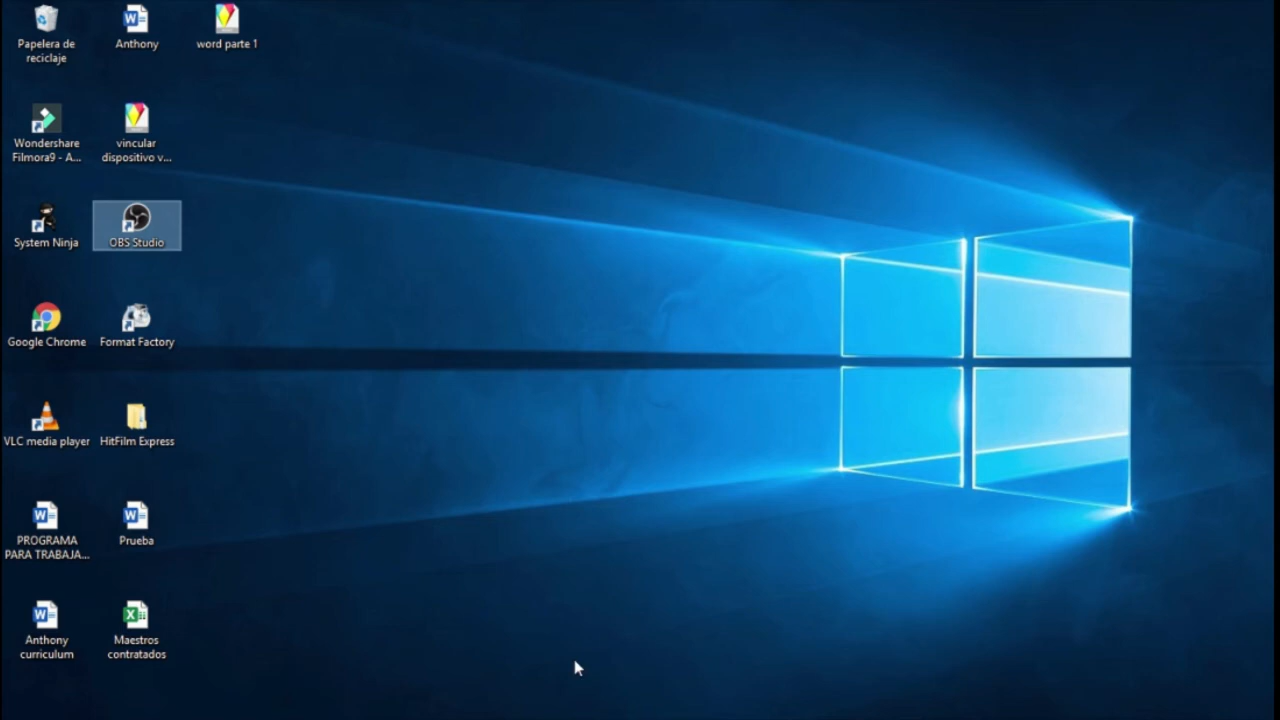 Papelera de
reciclaje
Anthony
word parte 1
Wondershare
Filmora9 - A...
vincular
dispositivo v...
System Ninja
OBS Studio
Google Chrome
Format Factory
VLC media player
HitFilm Express
PROGRAMA
PARA TRABAJA...
Prueba
Anthony
curriculum
Maestros
contratados